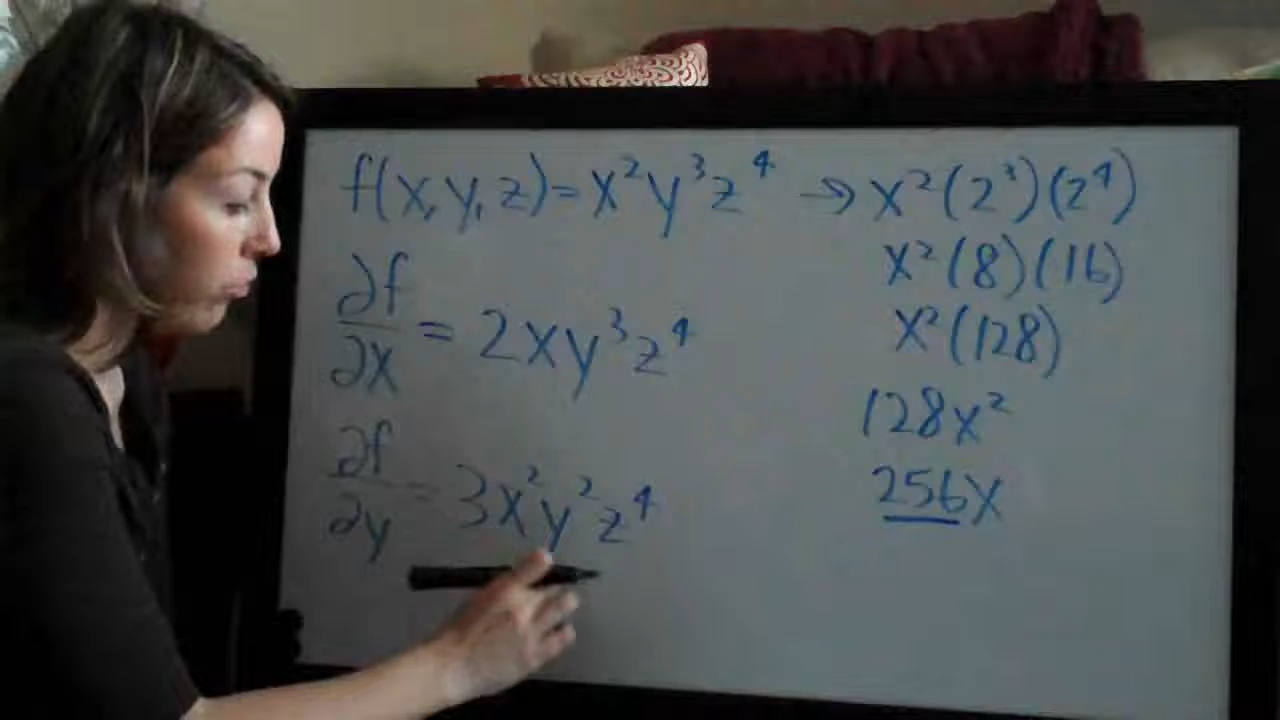 f(x,y,z)=x²y³z⁴ → x²(2³)(2⁴)
x²(8)(16)
∂f/∂x = 2xy³z⁴
x²(128)
128x²
∂f/∂y = 3x²y²z⁴
256x